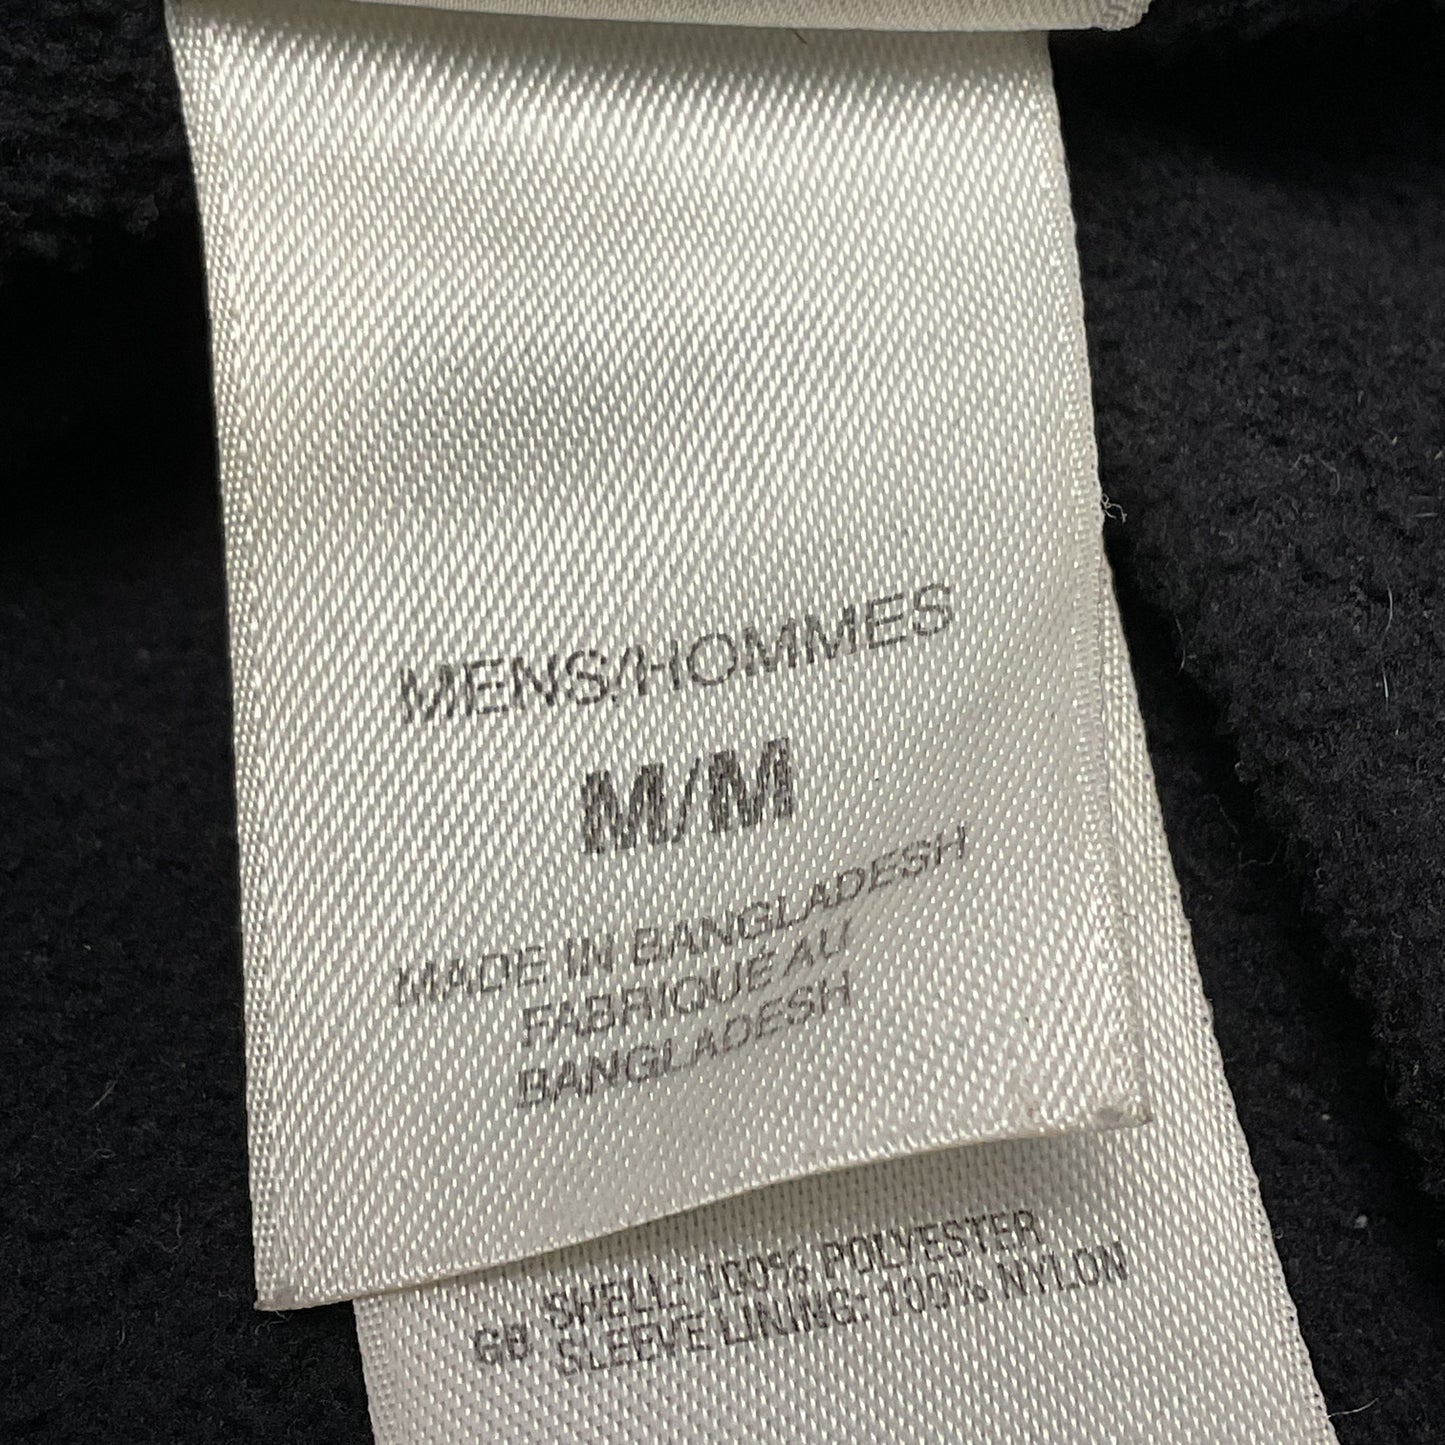 MENS/HOMMES
M/M
MADE IN BANGLADESH
FABRIQUE AU
BANGLADESH
SHELL: 100% POLYESTER
GB SLEEVE LINING: 100% NYLON